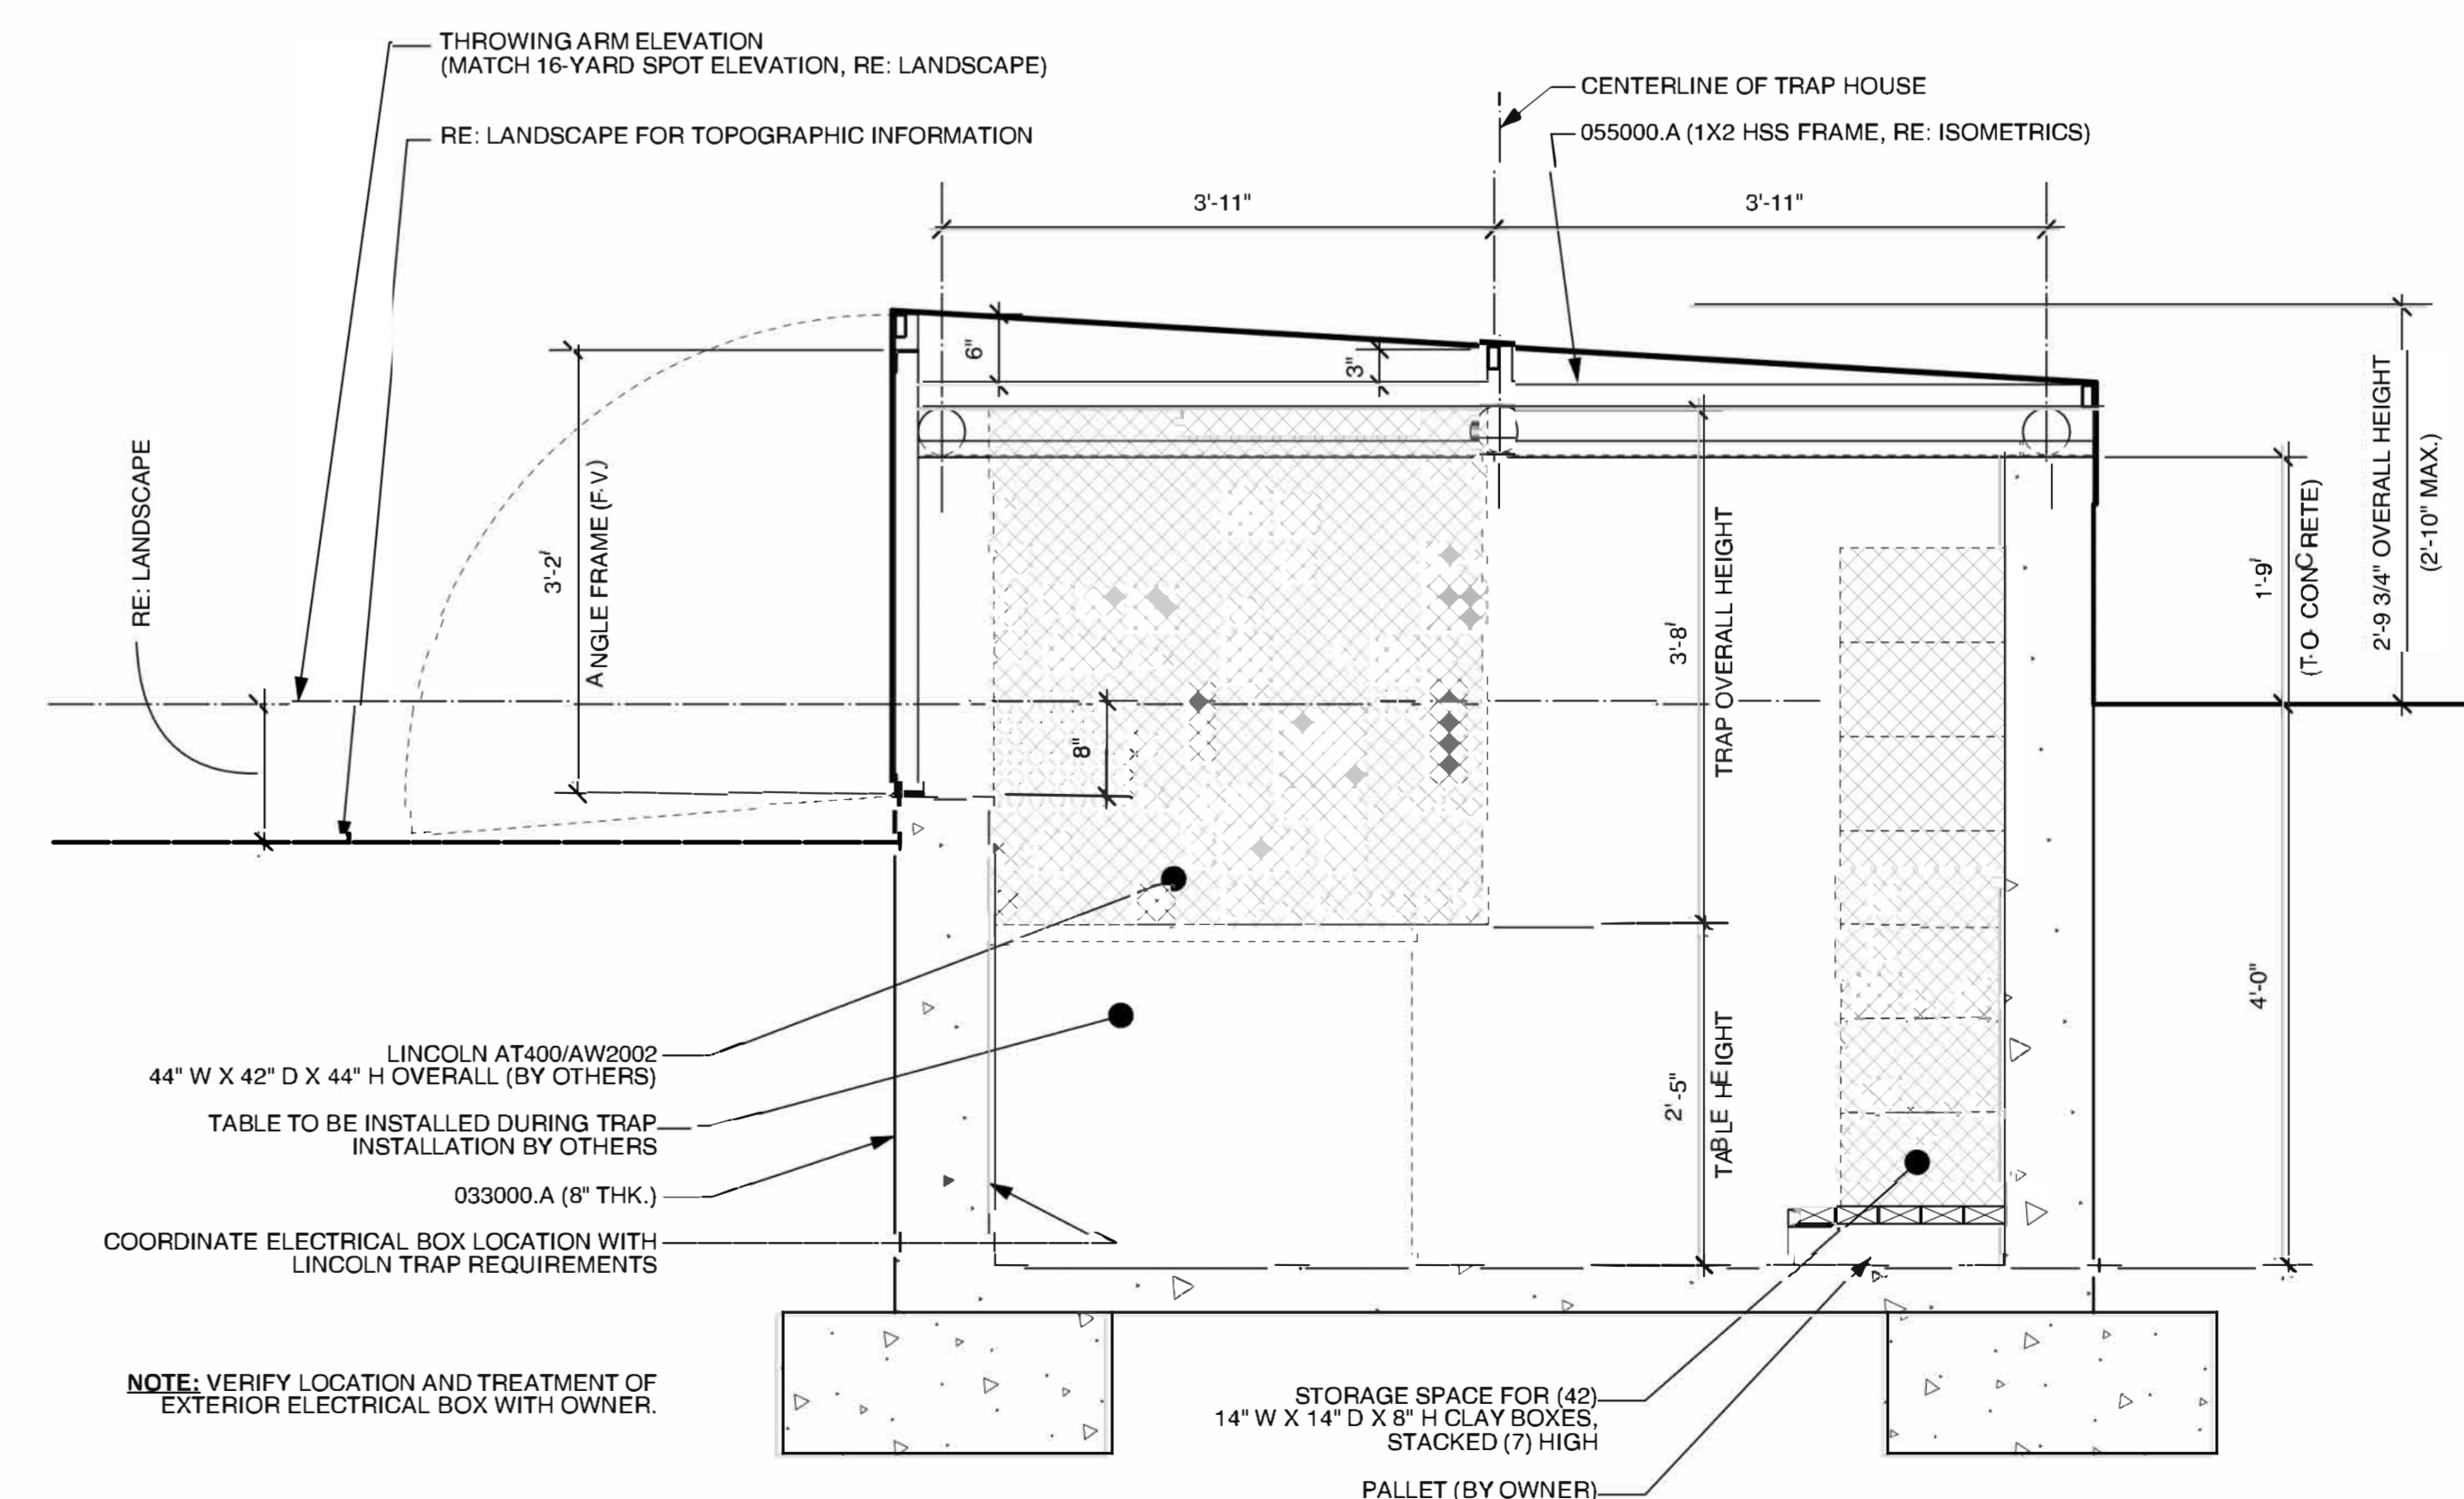 THROWING ARM ELEVATION
(MATCH 16-YARD SPOT ELEVATION, RE: LANDSCAPE)
CENTERLINE OF TRAP HOUSE
055000.A (1X2 HSS FRAME, RE: ISOMETRICS)
RE: LANDSCAPE FOR TOPOGRAPHIC INFORMATION
3'-11"
3'-11"
6"
3"
RE: LANDSCAPE
3'-2'
ANGLE FRAME (F.V.)
8"
3'-8'
TRAP OVERALL HEIGHT
2'-5"
TABLE HEIGHT
1'-9'
(T.O. CONCRETE)
2'-9 3/4" OVERALL HEIGHT
(2'-10" MAX.)
4'-0"
LINCOLN AT400/AW2002
44" W X 42" D X 44" H OVERALL (BY OTHERS)
TABLE TO BE INSTALLED DURING TRAP
INSTALLATION BY OTHERS
033000.A (8" THK.)
COORDINATE ELECTRICAL BOX LOCATION WITH
LINCOLN TRAP REQUIREMENTS
NOTE: VERIFY LOCATION AND TREATMENT OF
EXTERIOR ELECTRICAL BOX WITH OWNER.
STORAGE SPACE FOR (42)
14" W X 14" D X 8" H CLAY BOXES,
STACKED (7) HIGH
PALLET (BY OWNER)